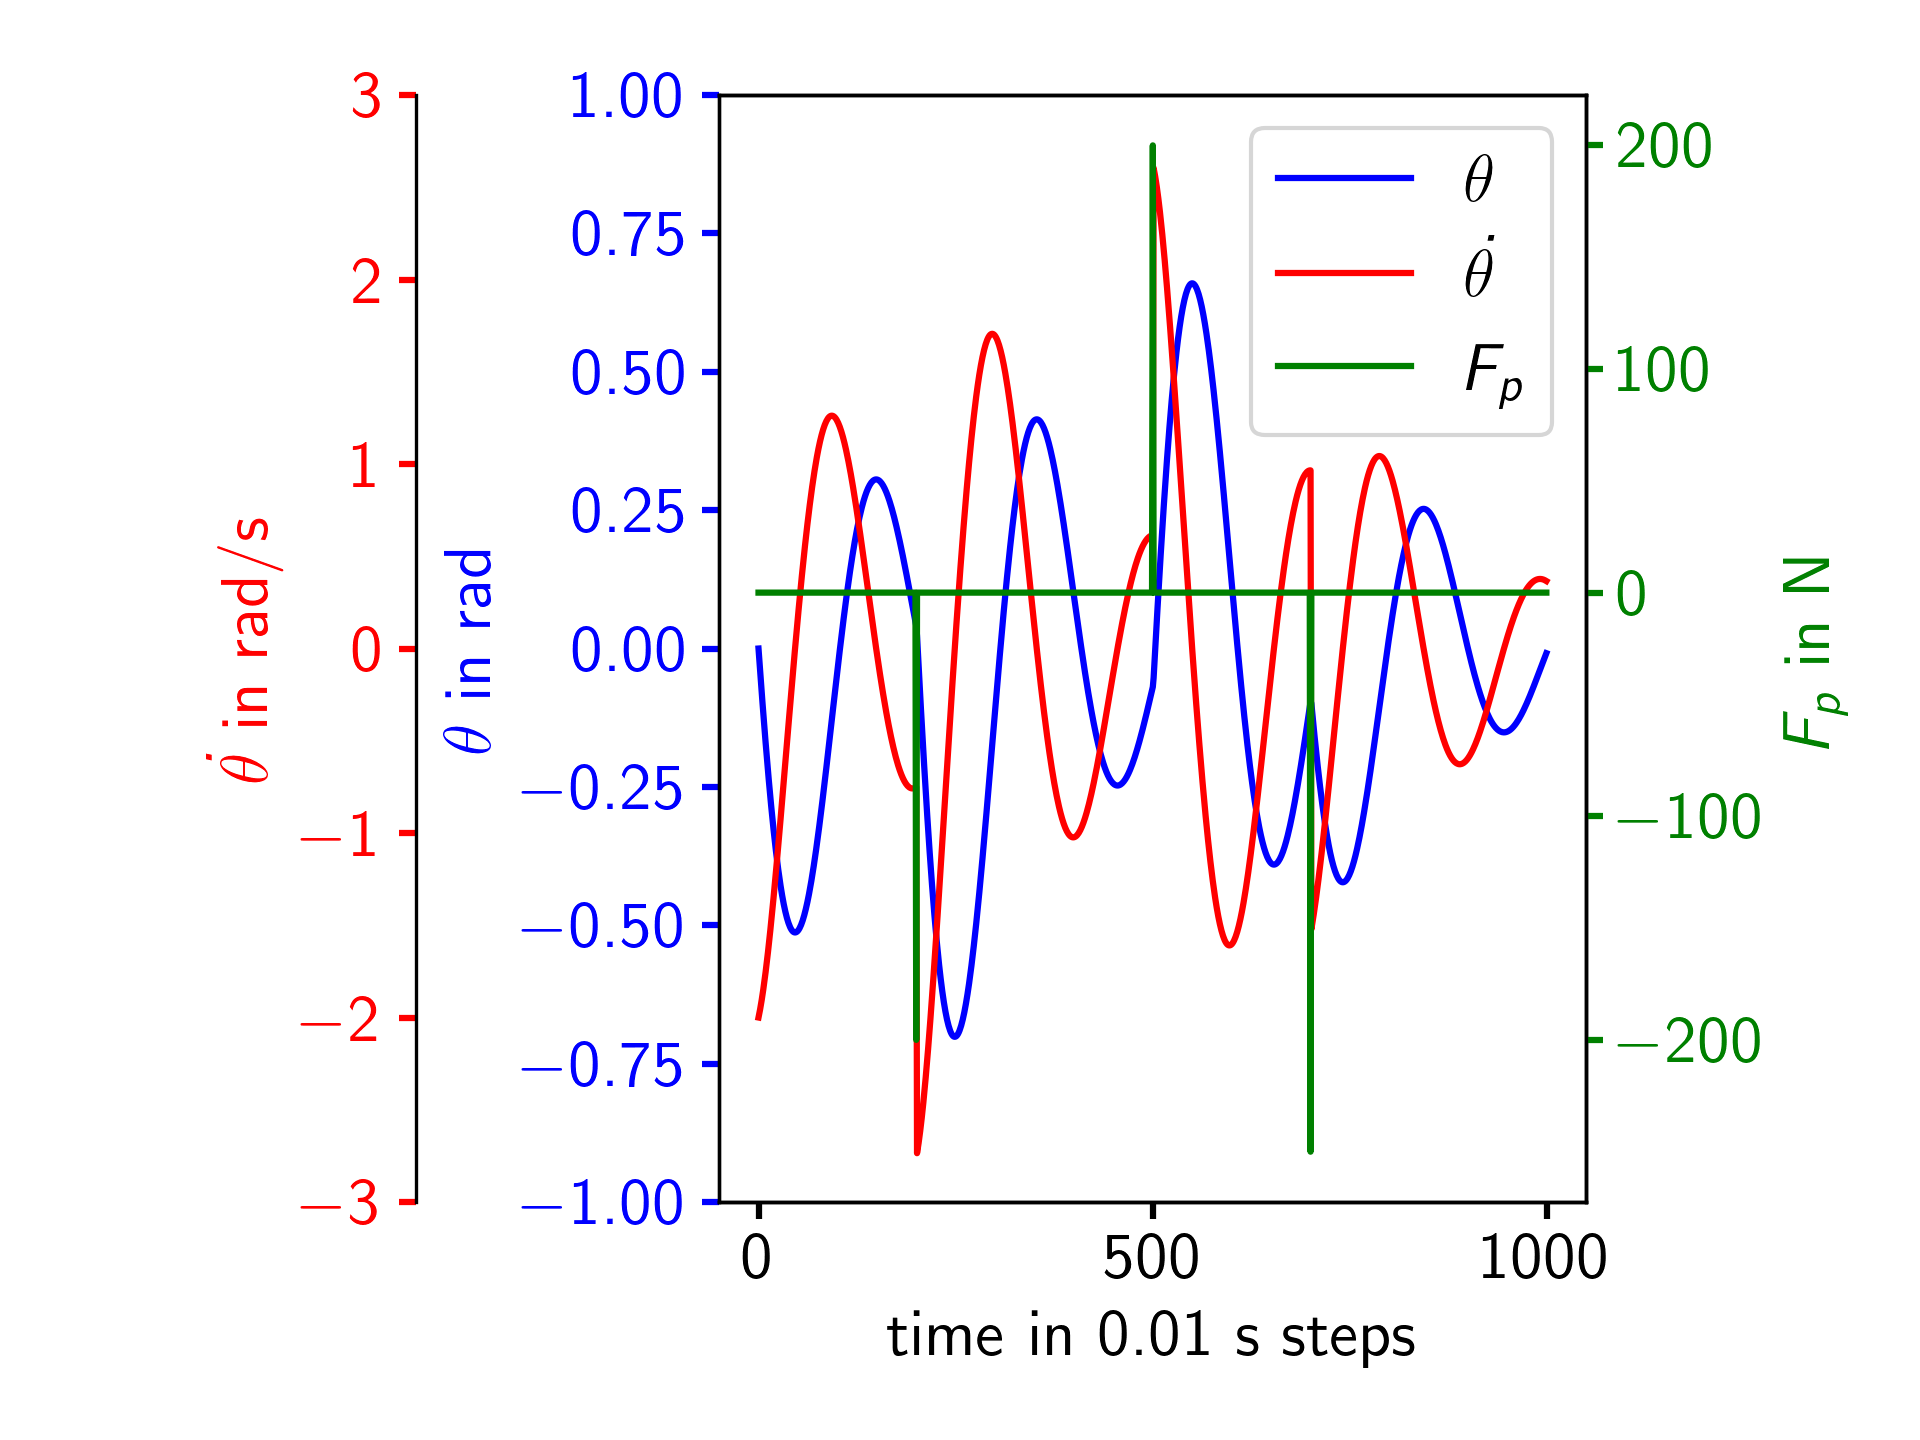 3
2
1
0
−1
−2
−3
θ̇ in rad/s
1.00
0.75
0.50
0.25
0.00
−0.25
−0.50
−0.75
−1.00
θ in rad
θ
θ̇
Fₚ
200
100
0
−100
−200
Fₚ in N
0 500 1000
time in 0.01 s steps